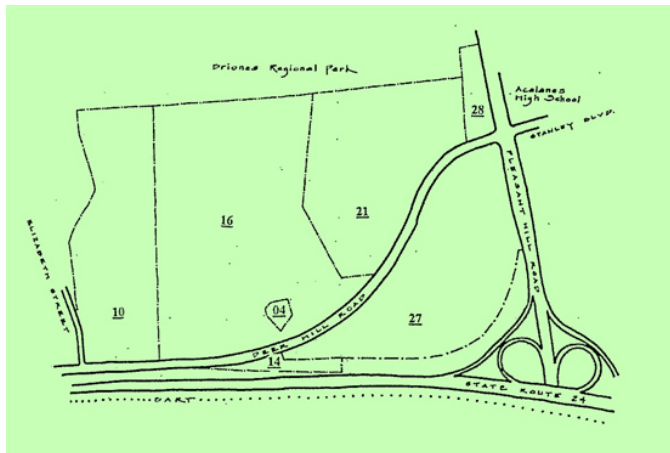 Briones Regional Park
Acalanes
High School
STANLEY BLVD.
28
PLEASANT HILL ROAD
21
16
ELIZABETH STREET
10
04
DEER HILL ROAD
27
14
STATE ROUTE 24
BART